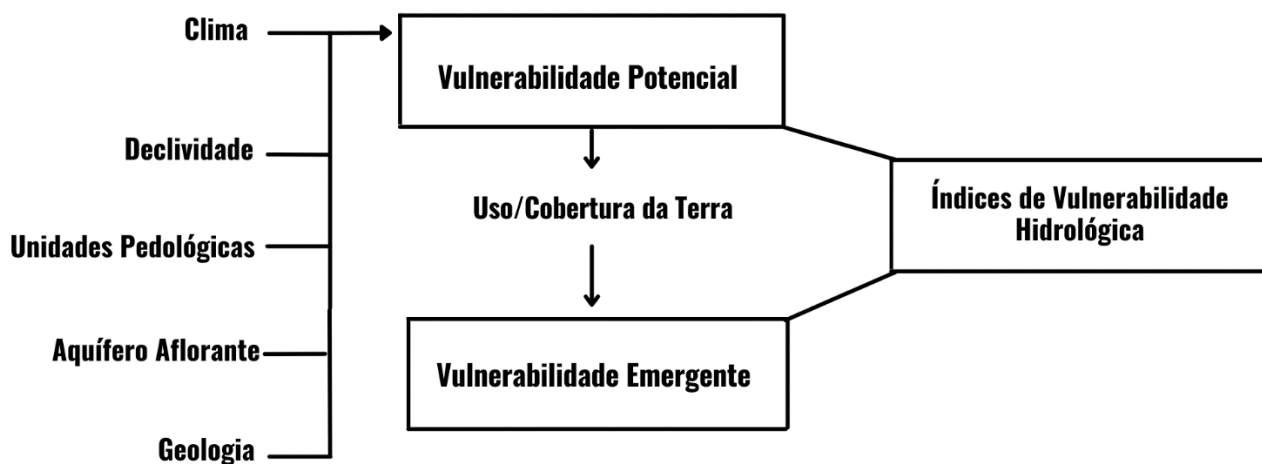 Clima
Declividade
Unidades Pedológicas
Aquífero Aflorante
Geologia
Vulnerabilidade Potencial
Uso/Cobertura da Terra
Vulnerabilidade Emergente
Índices de Vulnerabilidade
Hidrológica